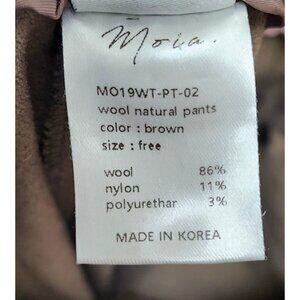 Moia.
MO19WT-PT-02
wool natural pants
color : brown
size : free
wool 86%
nylon 11%
polyurethar 3%
MADE IN KOREA